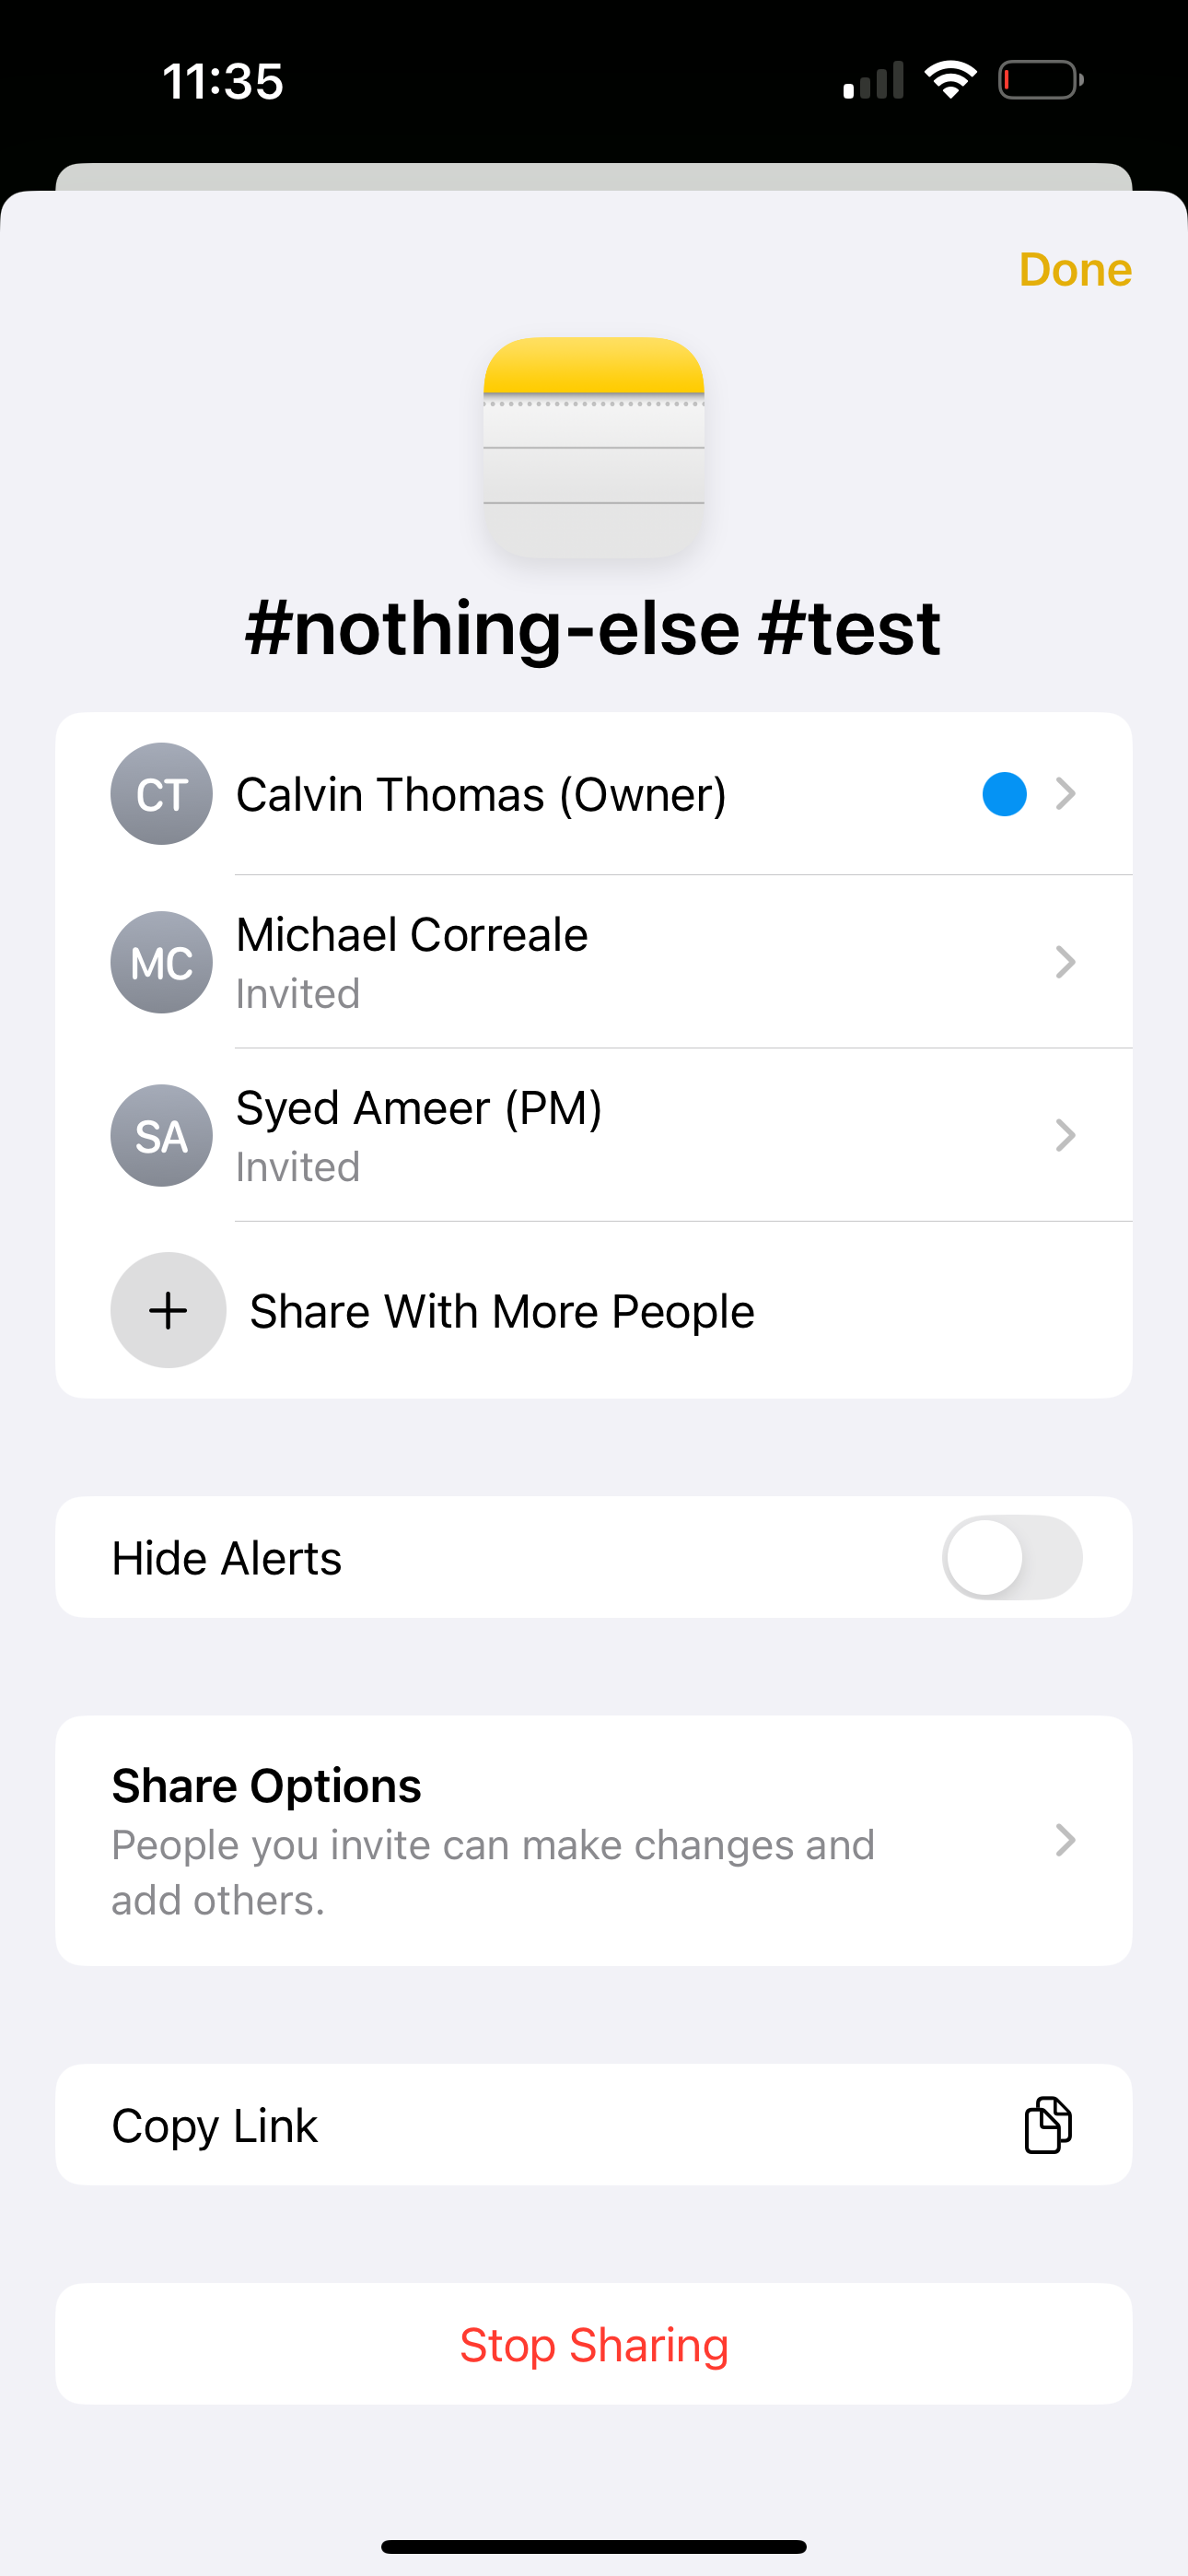 11:35
Done
#nothing-else #test
CT
Calvin Thomas (Owner)
MC
Michael Correale
Invited
SA
Syed Ameer (PM)
Invited
Share With More People
Hide Alerts
Share Options
People you invite can make changes and
add others.
Copy Link
Stop Sharing